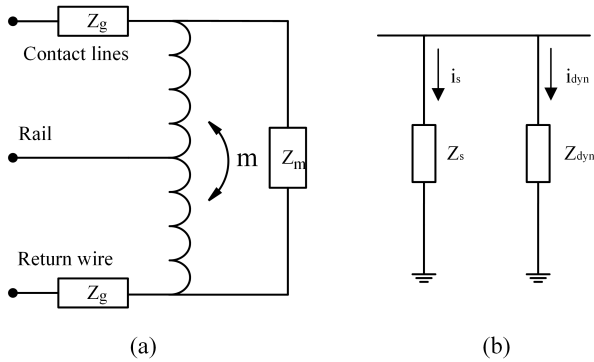 Zg
Contact lines
Rail
m
Zm
Return wire
Zg
(a)
is
idyn
Zs
Zdyn
(b)